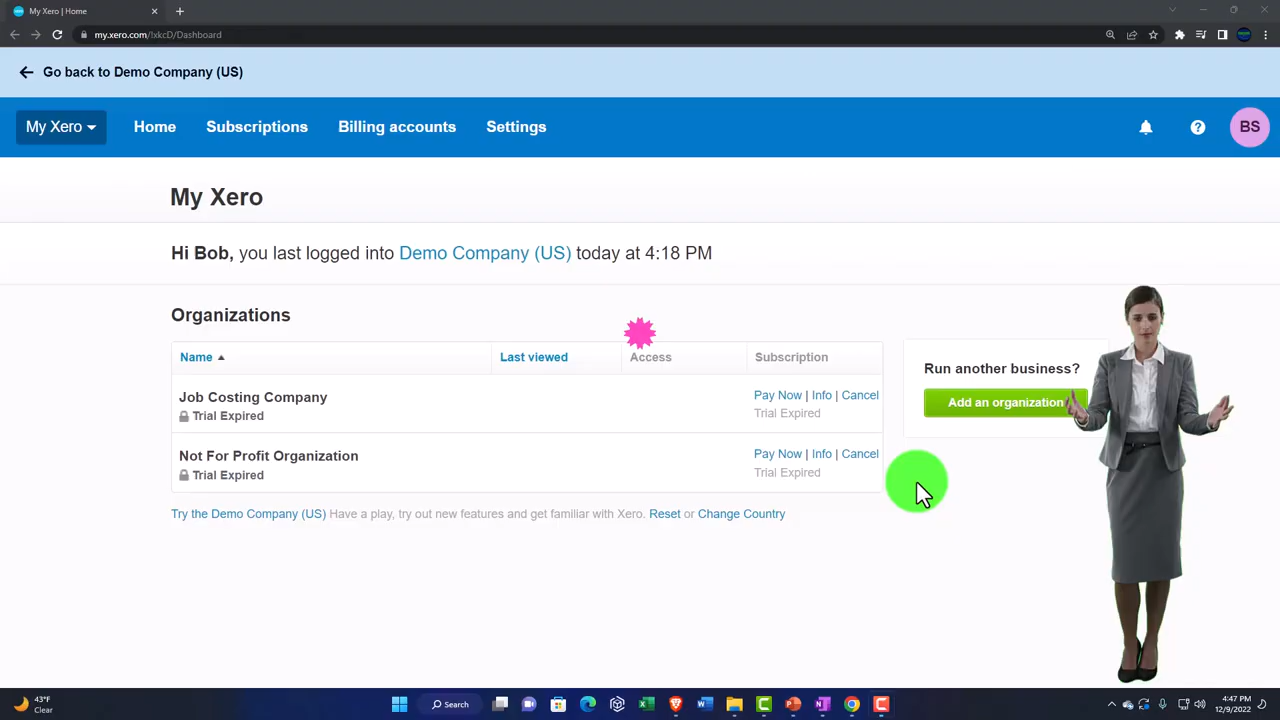 My Xero | Home
my.xero.com/!xkcD/Dashboard
Go back to Demo Company (US)
My Xero Home Subscriptions Billing accounts Settings
? BS
My Xero
Hi Bob, you last logged into Demo Company (US) today at 4:18 PM
Organizations
Name Last viewed Access Subscription
Job Costing Company
Trial Expired
Pay Now | Info | Cancel
Trial Expired
Not For Profit Organization
Trial Expired
Pay Now | Info | Cancel
Trial Expired
Run another business?
Add an organization
Try the Demo Company (US) Have a play, try out new features and get familiar with Xero. Reset or Change Country
43°F
Clear
Search
4:47 PM
12/9/2022